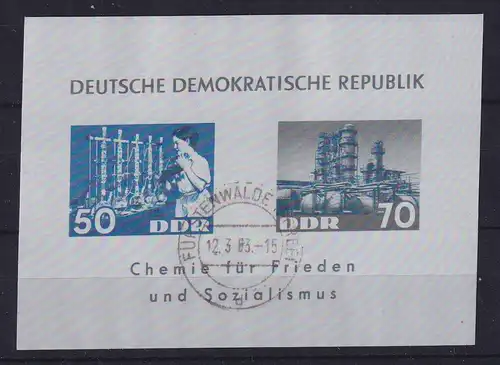 DEUTSCHE DEMOKRATISCHE REPUBLIK
50 DDR
DDR 70
12.3.63.-15
b
Chemie für Frieden
und Sozialismus